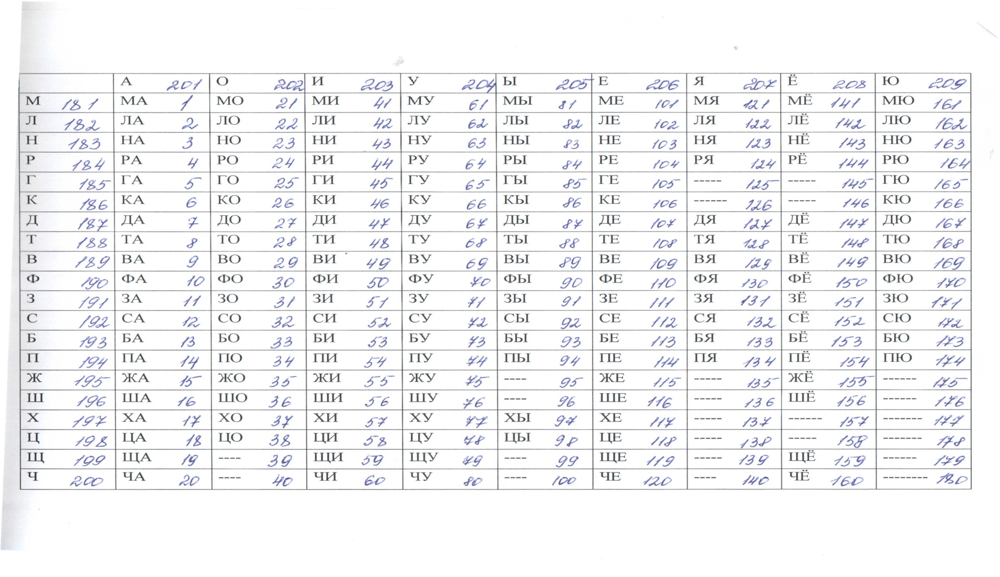 А 201 О 202 И 203 У 204 Ы 205 Е 206 Я 207 Ё 208 Ю 209
М 181 МА 1 МО 21 МИ 41 МУ 61 МЫ 81 МЕ 101 МЯ 121 МЁ 141 МЮ 161
Л 182 ЛА 2 ЛО 22 ЛИ 42 ЛУ 62 ЛЫ 82 ЛЕ 102 ЛЯ 122 ЛЁ 142 ЛЮ 162
Н 183 НА 3 НО 23 НИ 43 НУ 63 НЫ 83 НЕ 103 НЯ 123 НЁ 143 НЮ 163
Р 184 РА 4 РО 24 РИ 44 РУ 64 РЫ 84 РЕ 104 РЯ 124 РЁ 144 РЮ 164
Г 185 ГА 5 ГО 25 ГИ 45 ГУ 65 ГЫ 85 ГЕ 105 ----- 125 ----- 145 ГЮ 165
К 186 КА 6 КО 26 КИ 46 КУ 66 КЫ 86 КЕ 106 ------ 126 ----- 146 КЮ 166
Д 187 ДА 7 ДО 27 ДИ 47 ДУ 67 ДЫ 87 ДЕ 107 ДЯ 127 ДЁ 147 ДЮ 167
Т 188 ТА 8 ТО 28 ТИ 48 ТУ 68 ТЫ 88 ТЕ 108 ТЯ 128 ТЁ 148 ТЮ 168
В 189 ВА 9 ВО 29 ВИ 49 ВУ 69 ВЫ 89 ВЕ 109 ВЯ 129 ВЁ 149 ВЮ 169
Ф 190 ФА 10 ФО 30 ФИ 50 ФУ 70 ФЫ 90 ФЕ 110 ФЯ 130 ФЁ 150 ФЮ 170
З 191 ЗА 11 ЗО 31 ЗИ 51 ЗУ 71 ЗЫ 91 ЗЕ 111 ЗЯ 131 ЗЁ 151 ЗЮ 171
С 192 СА 12 СО 32 СИ 52 СУ 72 СЫ 92 СЕ 112 СЯ 132 СЁ 152 СЮ 172
Б 193 БА 13 БО 33 БИ 53 БУ 73 БЫ 93 БЕ 113 БЯ 133 БЁ 153 БЮ 173
П 194 ПА 14 ПО 34 ПИ 54 ПУ 74 ПЫ 94 ПЕ 114 ПЯ 134 ПЁ 154 ПЮ 174
Ж 195 ЖА 15 ЖО 35 ЖИ 55 ЖУ 75 ---- 95 ЖЕ 115 ----- 135 ЖЁ 155 ------ 175
Ш 196 ША 16 ШО 36 ШИ 56 ШУ 76 ---- 96 ШЕ 116 ----- 136 ШЁ 156 ------ 176
Х 197 ХА 17 ХО 37 ХИ 57 ХУ 77 ХЫ 97 ХЕ 117 ----- 137 ------ 157 ------- 177
Ц 198 ЦА 18 ЦО 38 ЦИ 58 ЦУ 78 ЦЫ 98 ЦЕ 118 ----- 138 ----- 158 ------- 178
Щ 199 ЩА 19 ---- 39 ЩИ 59 ЩУ 79 ---- 99 ЩЕ 119 ----- 139 ЩЁ 159 ------ 179
Ч 200 ЧА 20 ---- 40 ЧИ 60 ЧУ 80 ---- 100 ЧЕ 120 ---- 140 ЧЁ 160 -------- 180